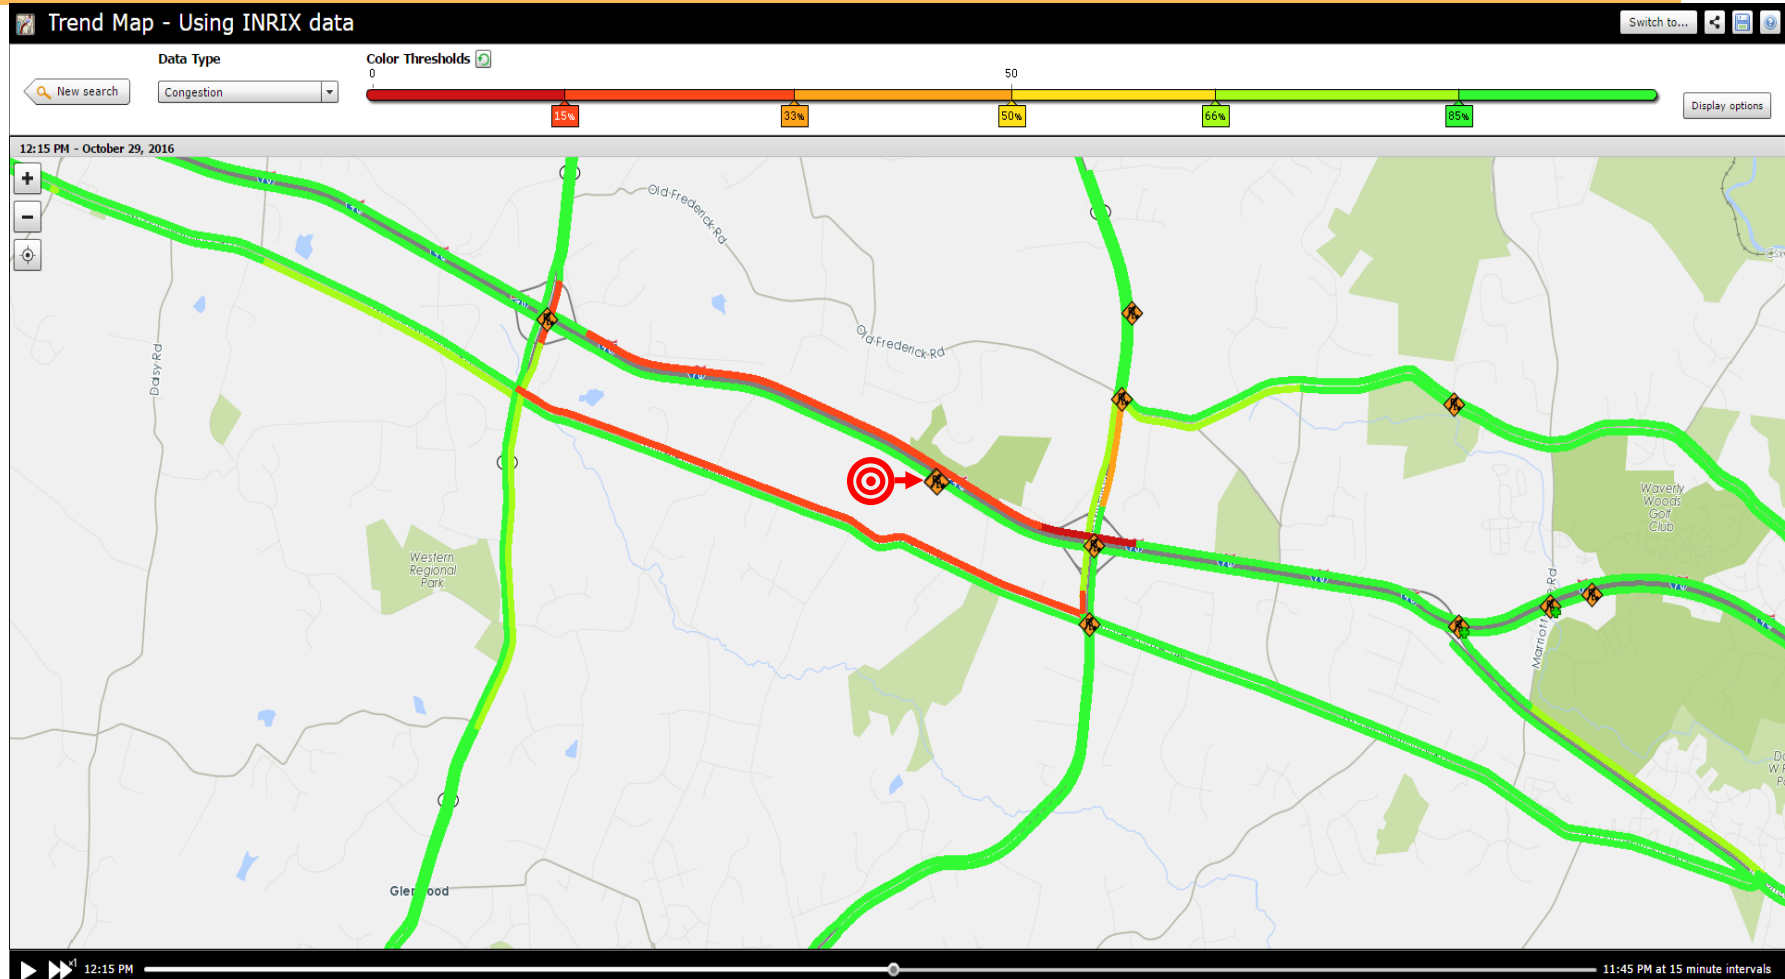 Trend Map - Using INRIX data
Switch to...
Data Type
Color Thresholds
0
50
New search
Congestion
15%
33%
50%
66%
85%
Display options
12:15 PM - October 29, 2016
+
−
Old Frederick Rd
Daisy Rd
Old Frederick Rd
Waverly
Woods
Golf
Club
Western
Regional
Park
x1
12:15 PM
11:45 PM at 15 minute intervals